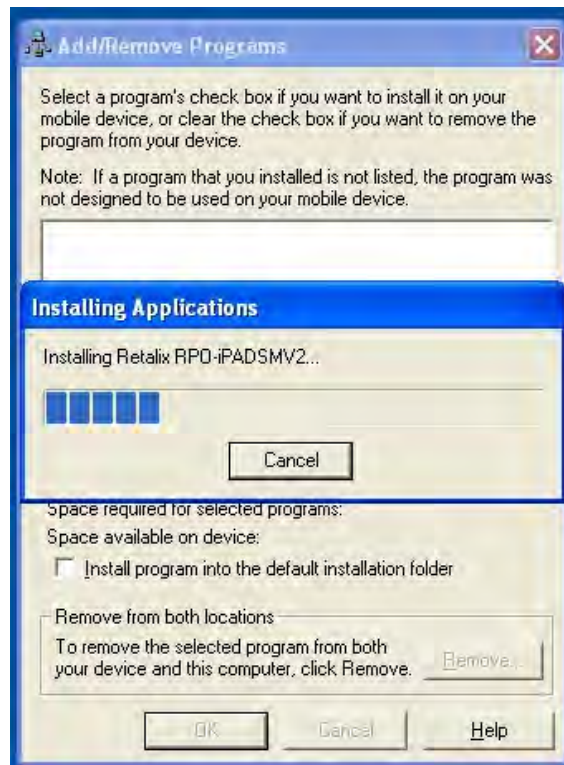 Add/Remove Programs
Select a program's check box if you want to install it on your
mobile device, or clear the check box if you want to remove the
program from your device.
Note: If a program that you installed is not listed, the program was
not designed to be used on your mobile device.
Installing Applications
Installing Retalix RPO-iPADSMV2...
Cancel
Space required for selected programs:
Space available on device:
Install program into the default installation folder
Remove from both locations
To remove the selected program from both
your device and this computer, click Remove.
Remove...
OK
Cancel
Help